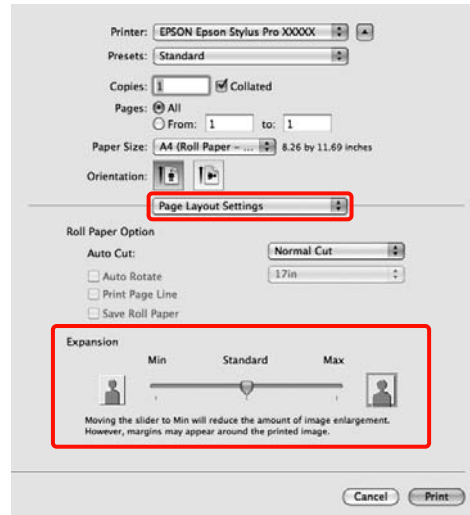 Printer: EPSON Epson Stylus Pro XXXXX
Presets: Standard
Copies: 1 Collated
Pages: All
From: 1 to: 1
Paper Size: A4 (Roll Paper - ... 8.26 by 11.69 inches
Orientation:
Page Layout Settings
Roll Paper Option
Auto Cut: Normal Cut
Auto Rotate 17in
Print Page Line
Save Roll Paper
Expansion
Min Standard Max
Moving the slider to Min will reduce the amount of image enlargement.
However, margins may appear around the printed image.
Cancel Print